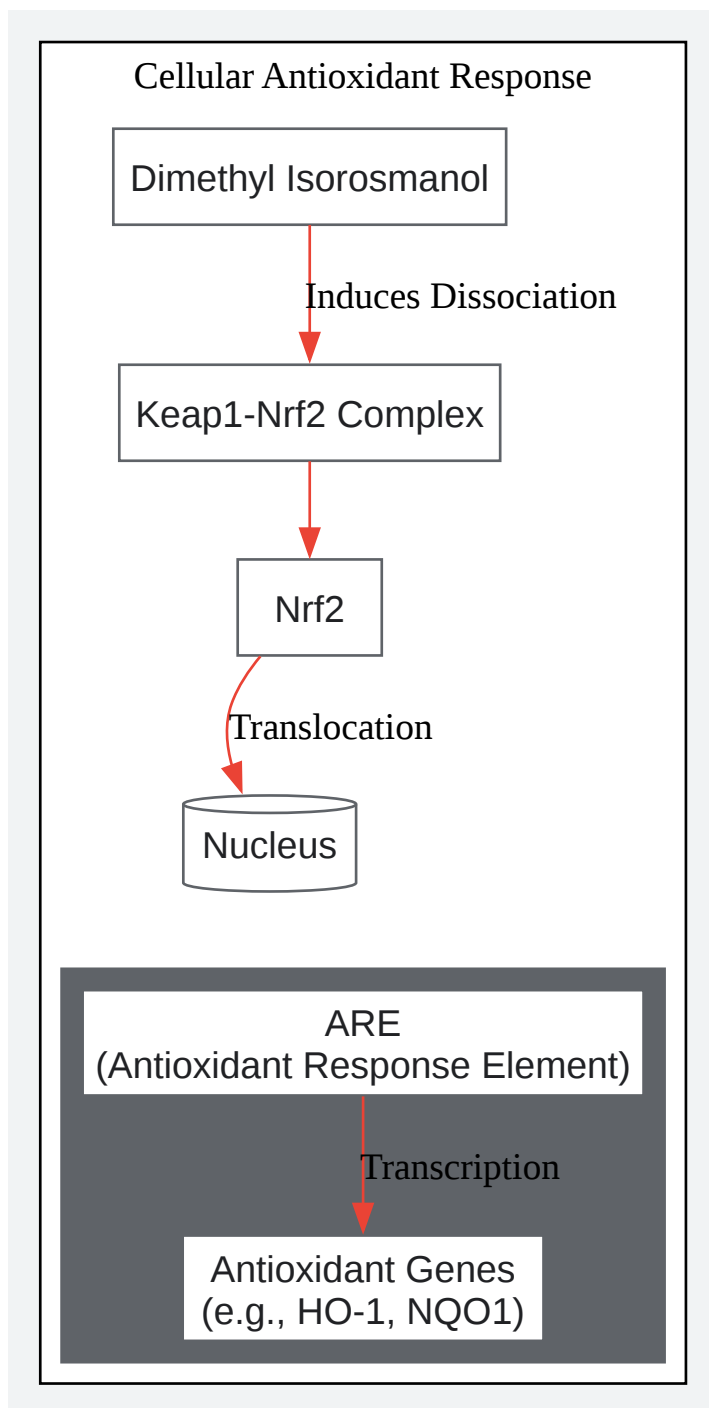 Cellular Antioxidant Response
Dimethyl Isorosmanol
Induces Dissociation
Keap1-Nrf2 Complex
Nrf2
Translocation
Nucleus
ARE
(Antioxidant Response Element)
Transcription
Antioxidant Genes
(e.g., HO-1, NQO1)